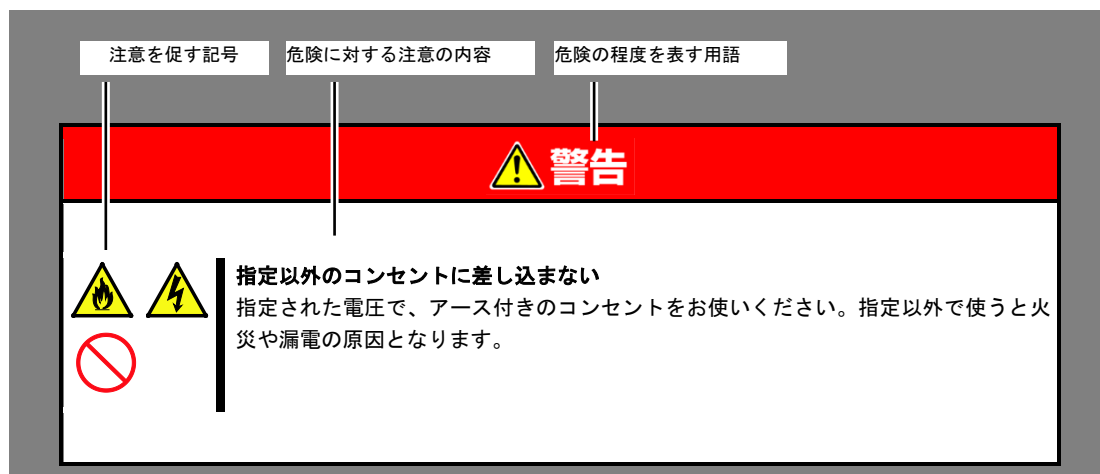 注意を促す記号
危険に対する注意の内容
危険の程度を表す用語
警告
指定以外のコンセントに差し込まない
指定された電圧で、アース付きのコンセントをお使いください。指定以外で使うと火
災や漏電の原因となります。